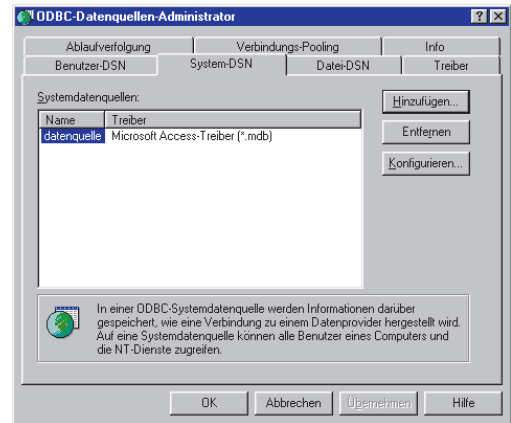 ODBC-Datenquellen-Administrator
Ablaufverfolgung Verbindungs-Pooling Info
Benutzer-DSN System-DSN Datei-DSN Treiber
Systemdatenquellen:
Hinzufügen...
Name Treiber
datenquelle Microsoft Access-Treiber (*.mdb)
Entfernen
Konfigurieren...
In einer ODBC-Systemdatenquelle werden Informationen darüber
gespeichert, wie eine Verbindung zu einem Datenprovider hergestellt wird.
Auf eine Systemdatenquelle können alle Benutzer eines Computers und
die NT-Dienste zugreifen.
OK Abbrechen Übernehmen Hilfe